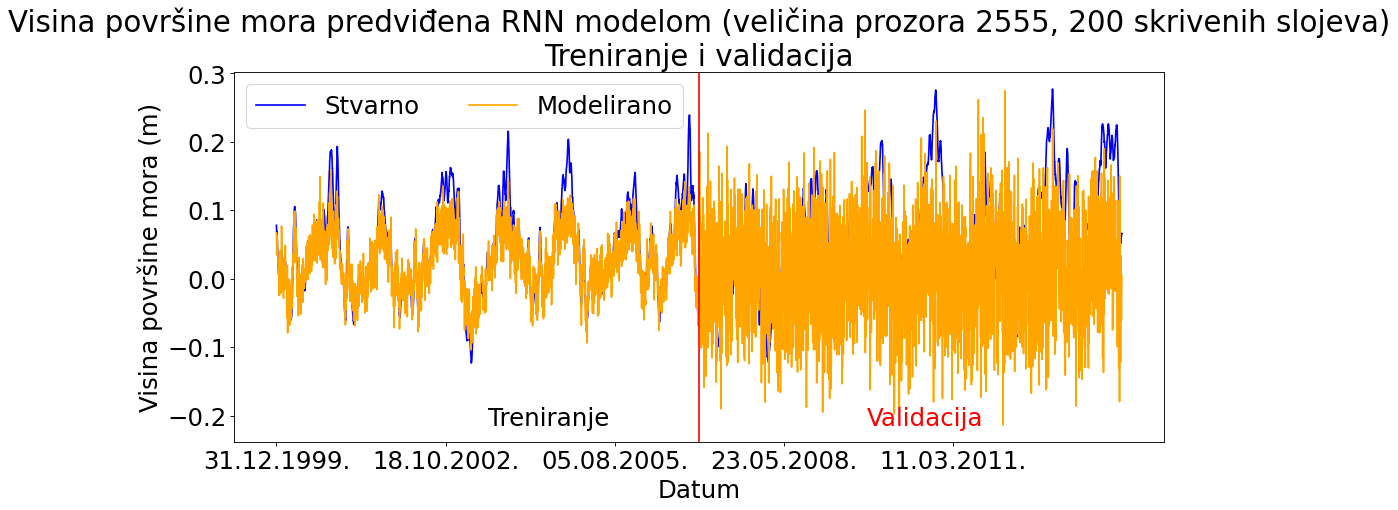 Visina površine mora predviđena RNN modelom (veličina prozora 2555, 200 skrivenih slojeva)
Treniranje i validacija
Stvarno
Modelirano
Visina površine mora (m)
0.3
0.2
0.1
0.0
−0.1
−0.2
Treniranje
Validacija
31.12.1999.
18.10.2002.
05.08.2005.
23.05.2008.
11.03.2011.
Datum